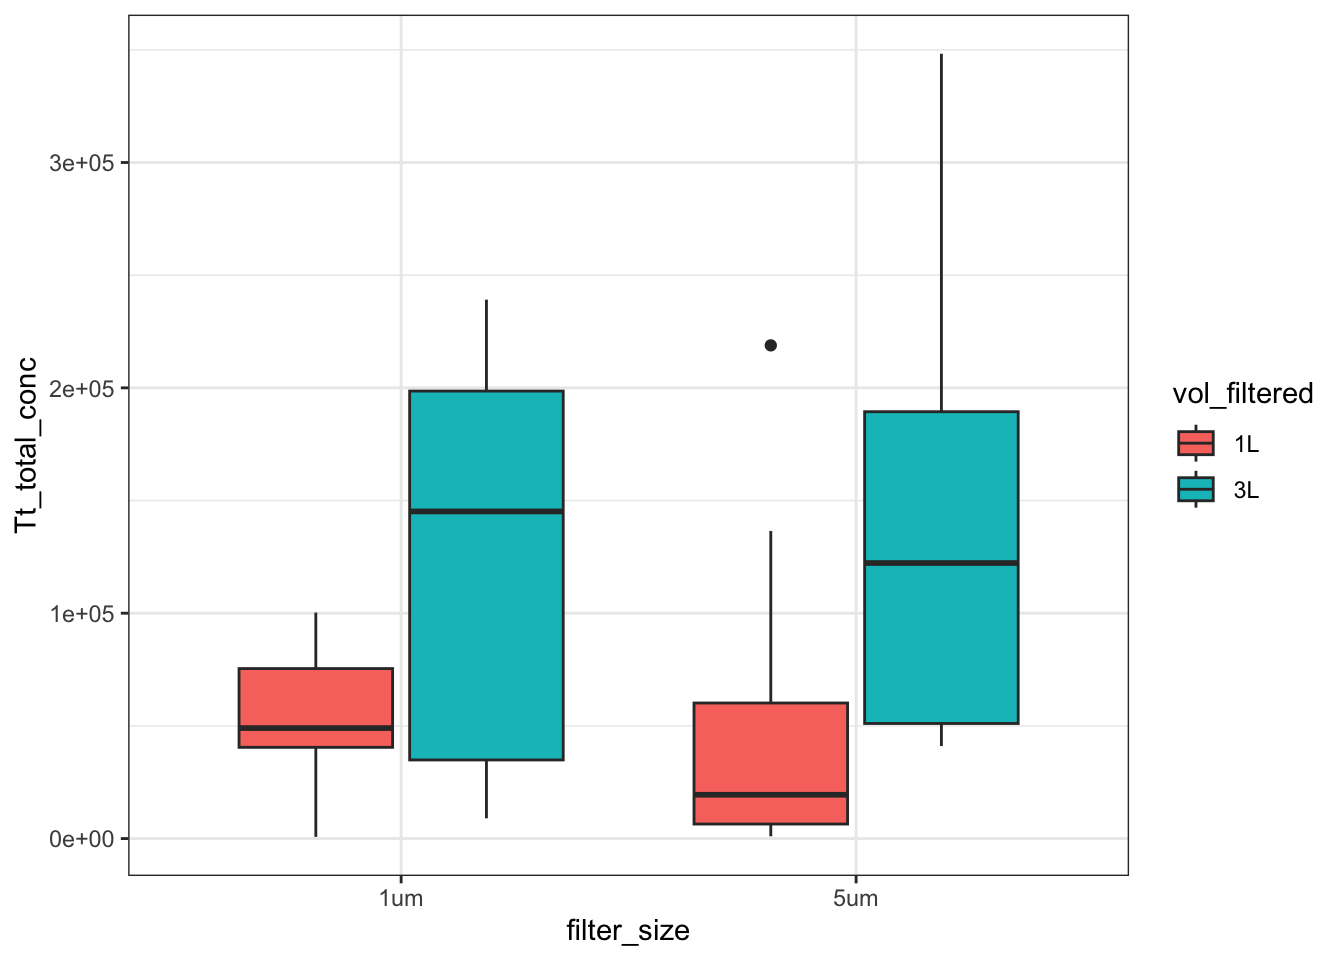 Tt_total_conc
3e+05
2e+05
1e+05
0e+00
1um
5um
filter_size
vol_filtered
1L
3L